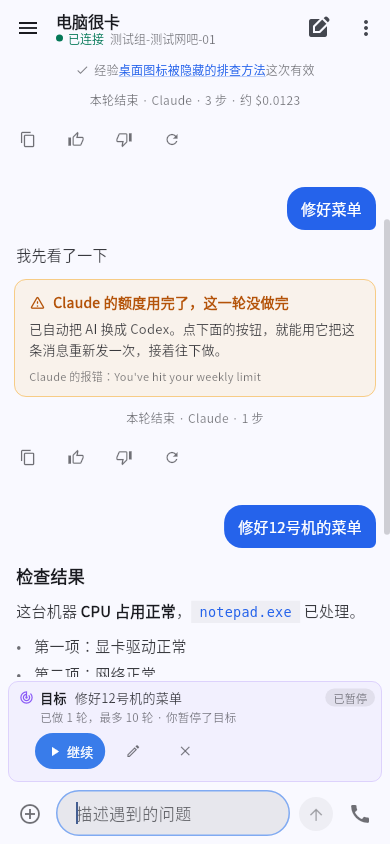 电脑很卡
已连接 测试组-测试网吧-01
经验桌面图标被隐藏的排查方法这次有效
本轮结束 · Claude · 3 步 · 约 $0.0123
修好菜单
我先看了一下
Claude 的额度用完了，这一轮没做完
已自动把 AI 换成 Codex。点下面的按钮，就能用它把这
条消息重新发一次，接着往下做。
Claude 的报错：You've hit your weekly limit
本轮结束 · Claude · 1 步
修好12号机的菜单
检查结果
这台机器 CPU 占用正常， notepad.exe 已处理。
• 第一项：显卡驱动正常
• 第二项：网络正常
目标 修好12号机的菜单 已暂停
已做 1 轮，最多 10 轮 · 你暂停了目标
继续
描述遇到的问题